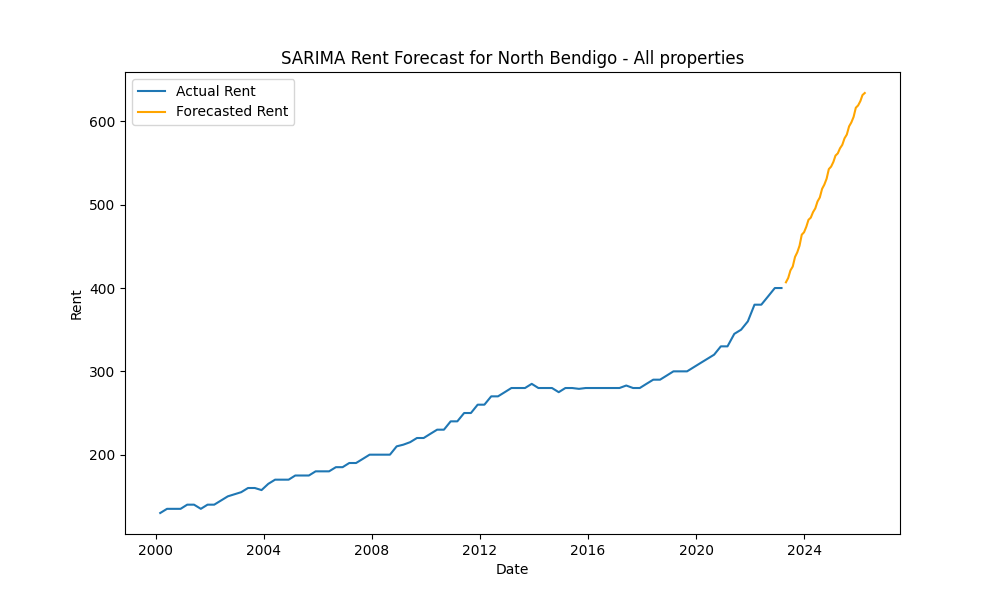 SARIMA Rent Forecast for North Bendigo - All properties
Actual Rent
Forecasted Rent
600
500
400
300
200
Rent
2000 2004 2008 2012 2016 2020 2024
Date